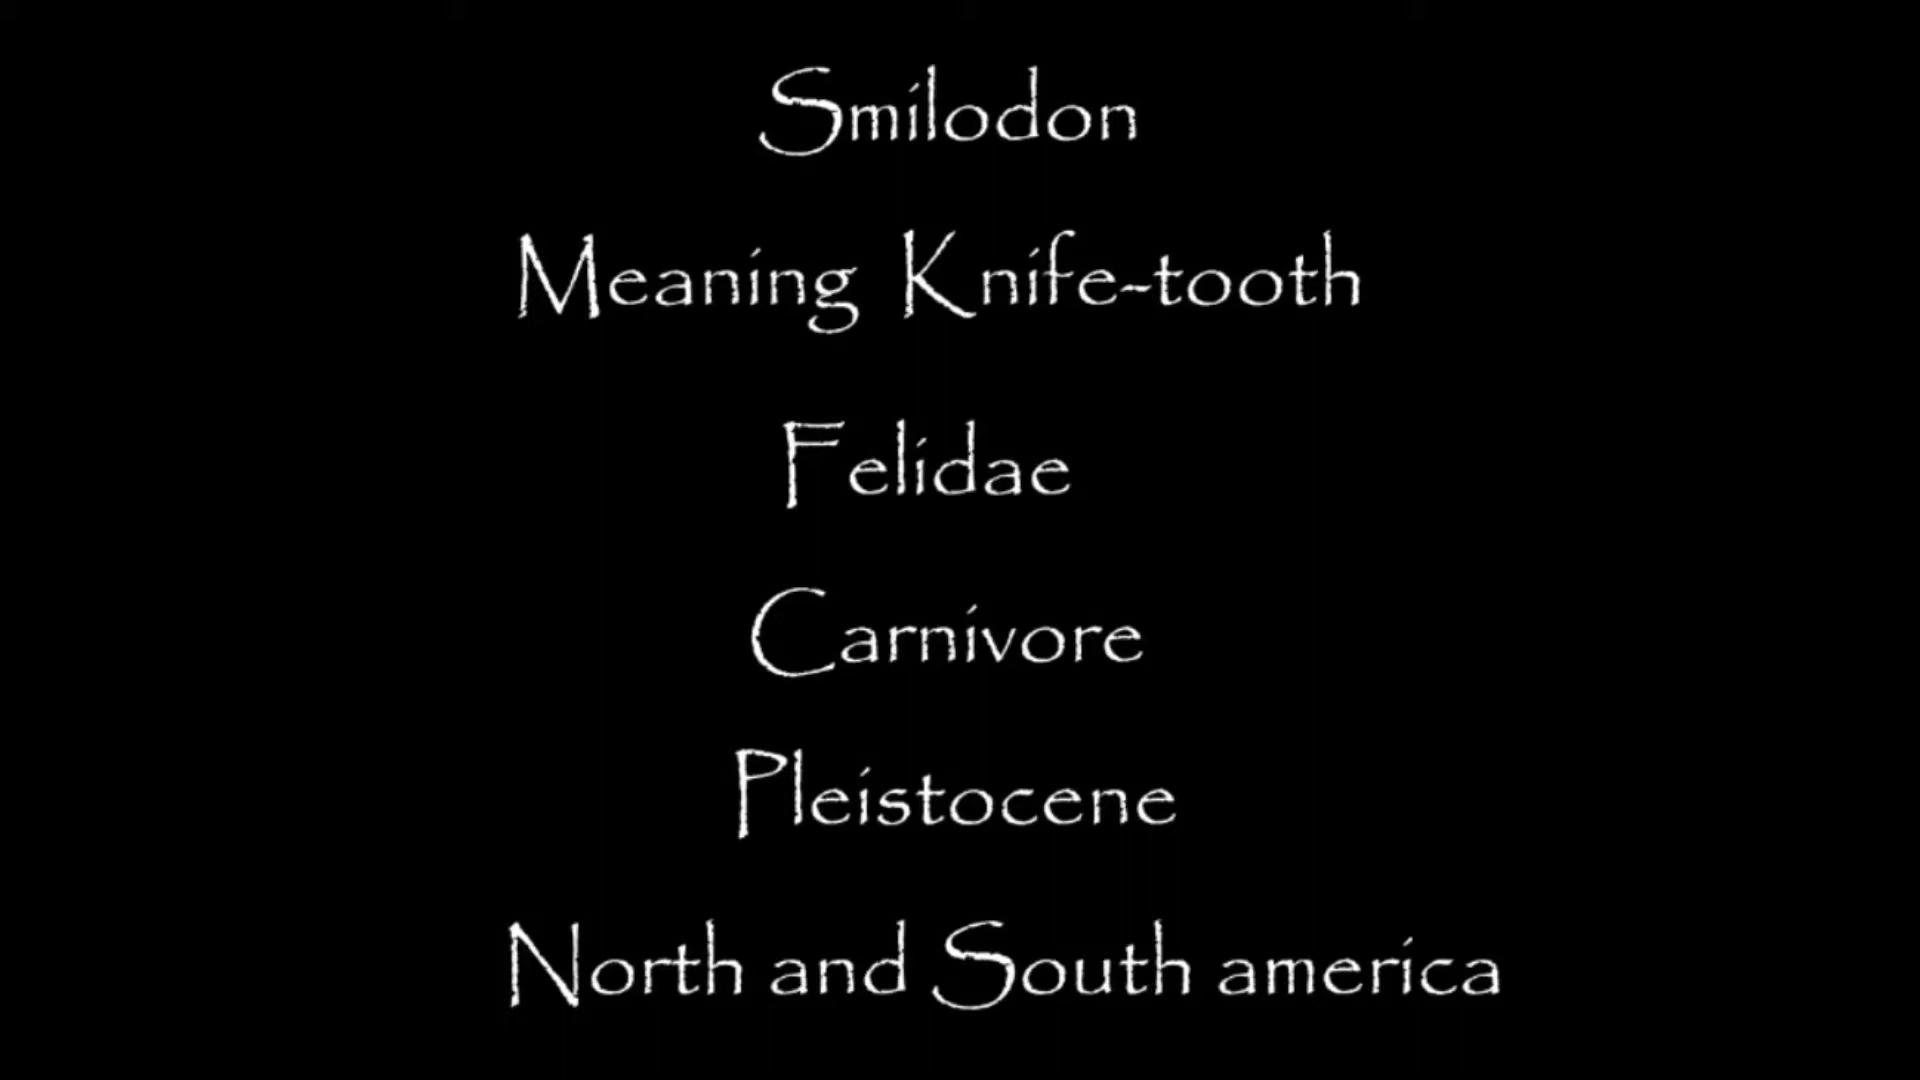 Smilodon
Meaning Knife-tooth
Felidae
Carnivore
Pleistocene
North and South america